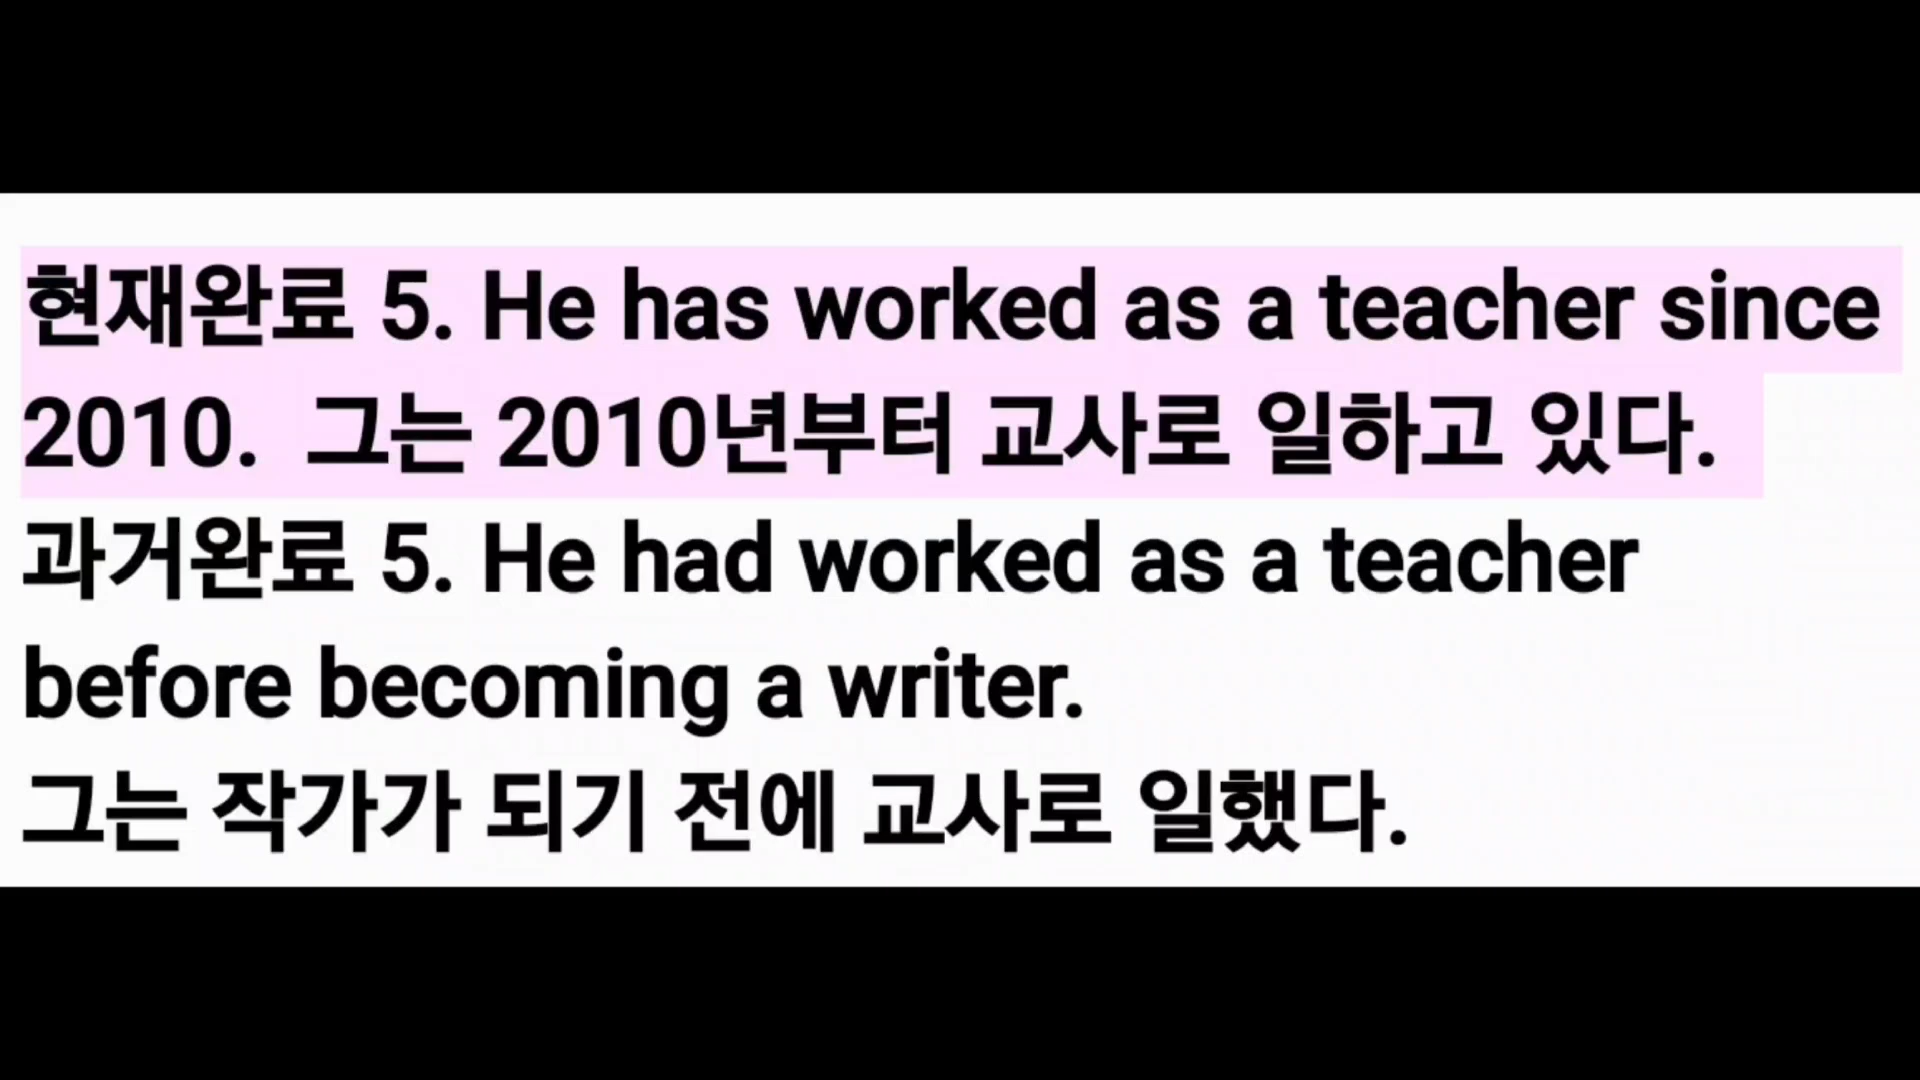 현재완료 5. He has worked as a teacher since
2010. 그는 2010년부터 교사로 일하고 있다.
과거완료 5. He had worked as a teacher
before becoming a writer.
그는 작가가 되기 전에 교사로 일했다.